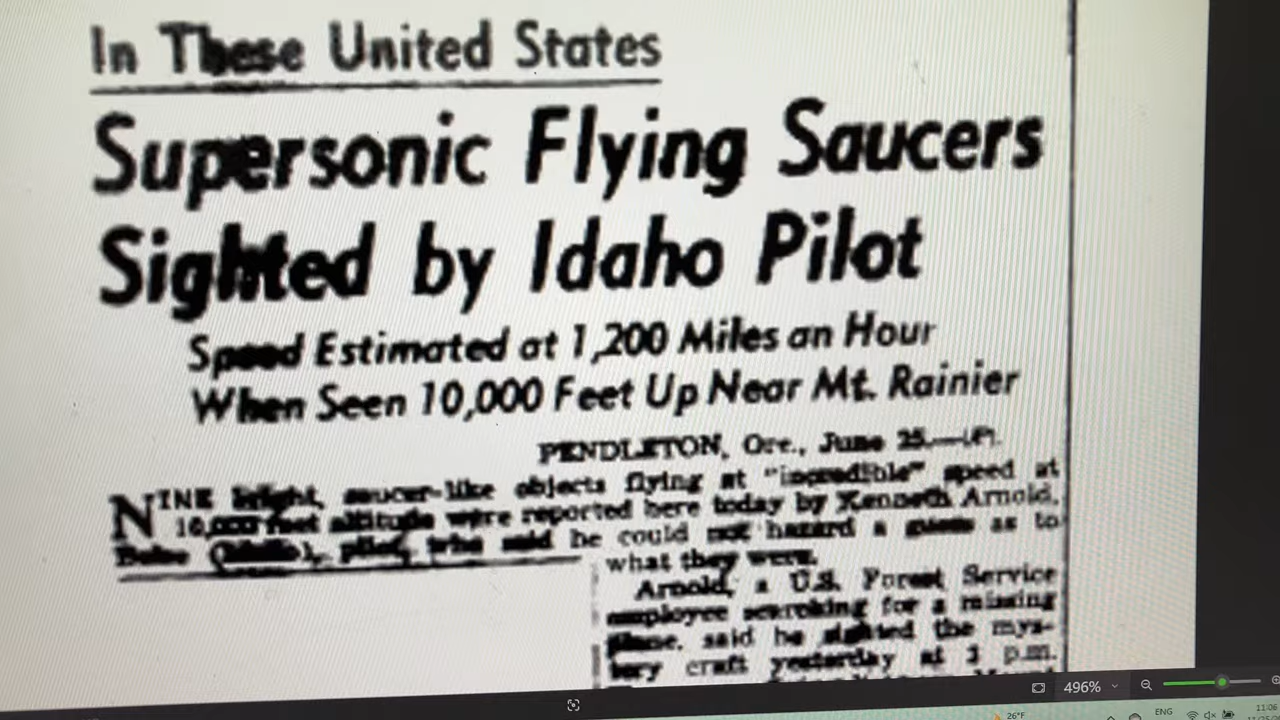 In These United States
Supersonic Flying Saucers
Sighted by Idaho Pilot
Speed Estimated at 1,200 Miles an Hour
When Seen 10,000 Feet Up Near Mt. Rainier
PENDLETON, Ore., June 25.—
NINE bright, saucer-like objects flying at "incredible" speed at
10,000 feet altitude were reported here today by Kenneth Arnold,
pilot, who said he could not hazard a guess as to
what they were.
Arnold, a U.S. Forest Service
employee searching for a missing
plane, said he sighted the mys-
tery craft yesterday at 3 p.m.
496%
26°F
ENG
11:06